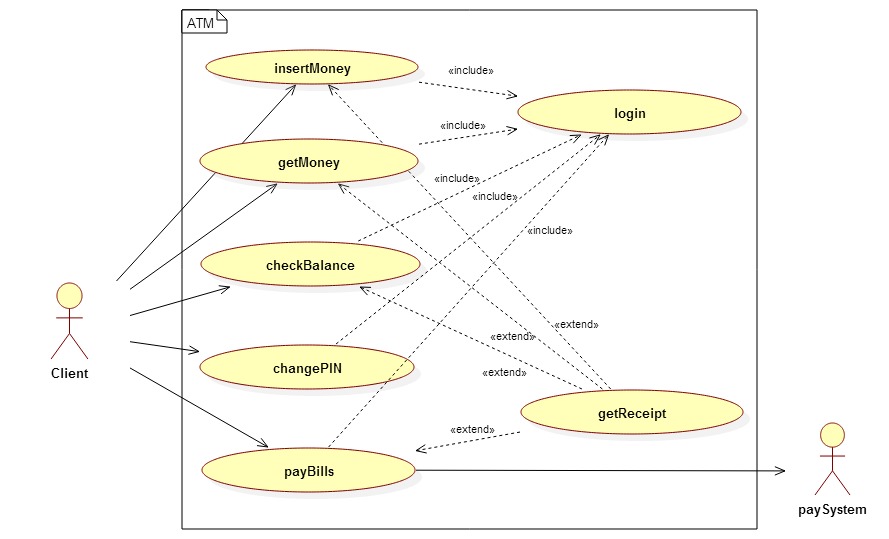 ATM
insertMoney
«include»
login
«include»
getMoney
«include»
«include»
«include»
checkBalance
«extend»
«extend»
changePIN
«extend»
Client
getReceipt
«extend»
payBills
paySystem